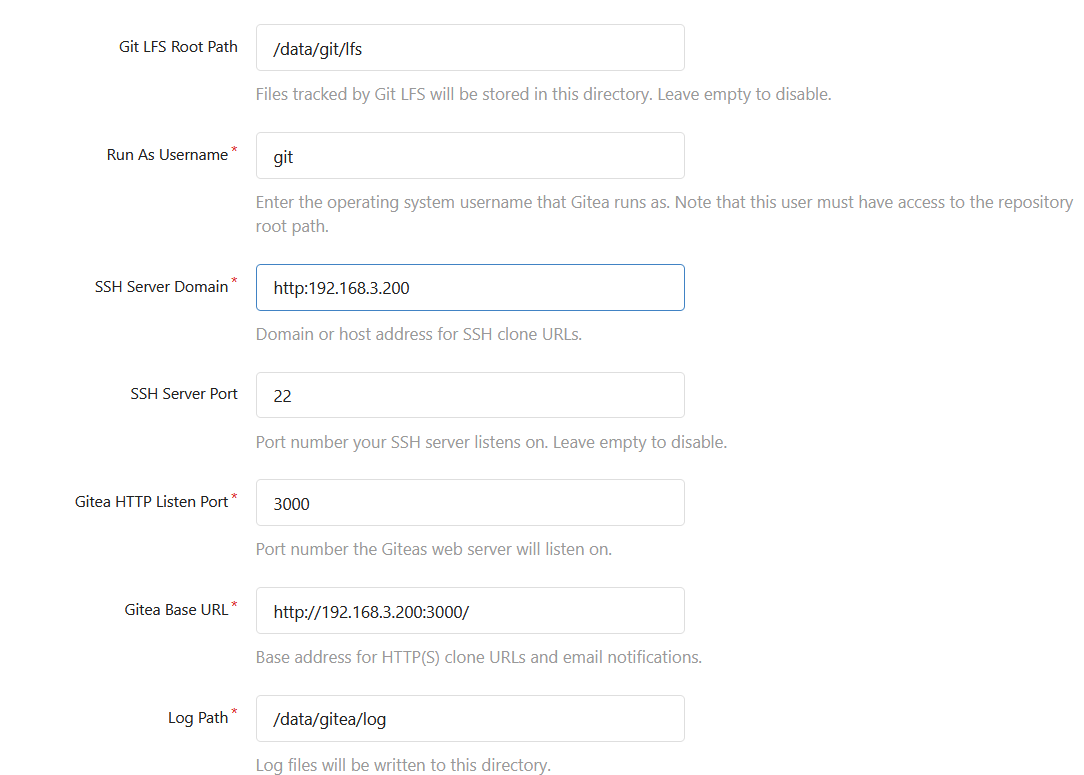 Git LFS Root Path
/data/git/lfs
Files tracked by Git LFS will be stored in this directory. Leave empty to disable.
Run As Username*
git
Enter the operating system username that Gitea runs as. Note that this user must have access to the repository
root path.
SSH Server Domain*
http:192.168.3.200
Domain or host address for SSH clone URLs.
SSH Server Port
22
Port number your SSH server listens on. Leave empty to disable.
Gitea HTTP Listen Port*
3000
Port number the Giteas web server will listen on.
Gitea Base URL*
http://192.168.3.200:3000/
Base address for HTTP(S) clone URLs and email notifications.
Log Path*
/data/gitea/log
Log files will be written to this directory.